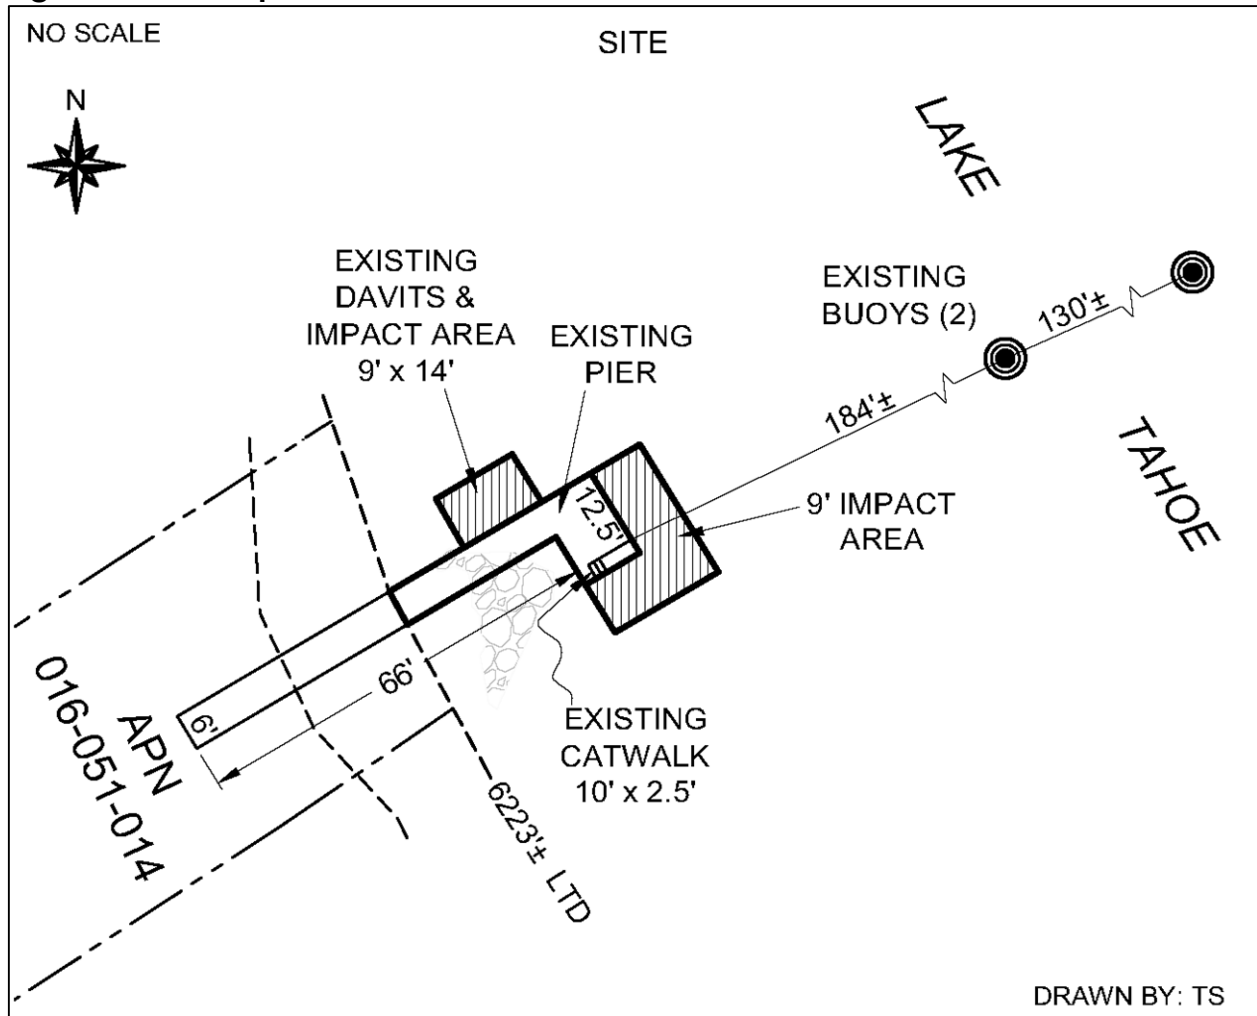 NO SCALE
SITE
N
LAKE
TAHOE
EXISTING
DAVITS &
IMPACT AREA
9' x 14'
EXISTING
PIER
EXISTING
BUOYS (2)
130'±
184'±
12.5'
9' IMPACT
AREA
66'
6'
APN
016-051-014
EXISTING
CATWALK
10' x 2.5'
6223'± LTD
DRAWN BY: TS